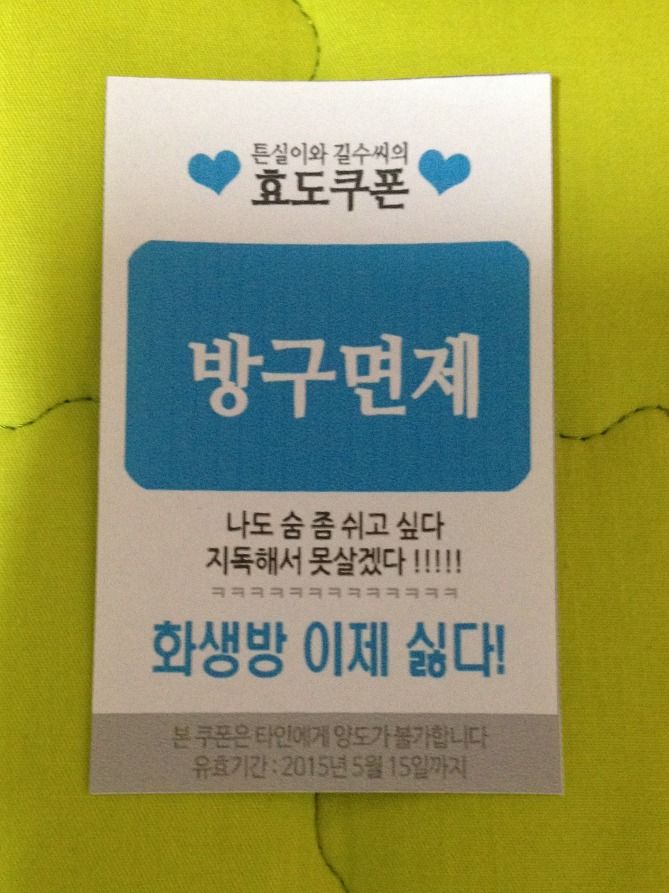 튼실이와 길수씨의
효도쿠폰
방구면제
나도 숨 좀 쉬고 싶다
지독해서 못살겠다 !!!!!
ㅋㅋㅋㅋㅋㅋㅋㅋㅋㅋㅋㅋㅋ
화생방 이제 싫다!
본 쿠폰은 타인에게 양도가 불가합니다
유효기간 : 2015년 5월 15일까지